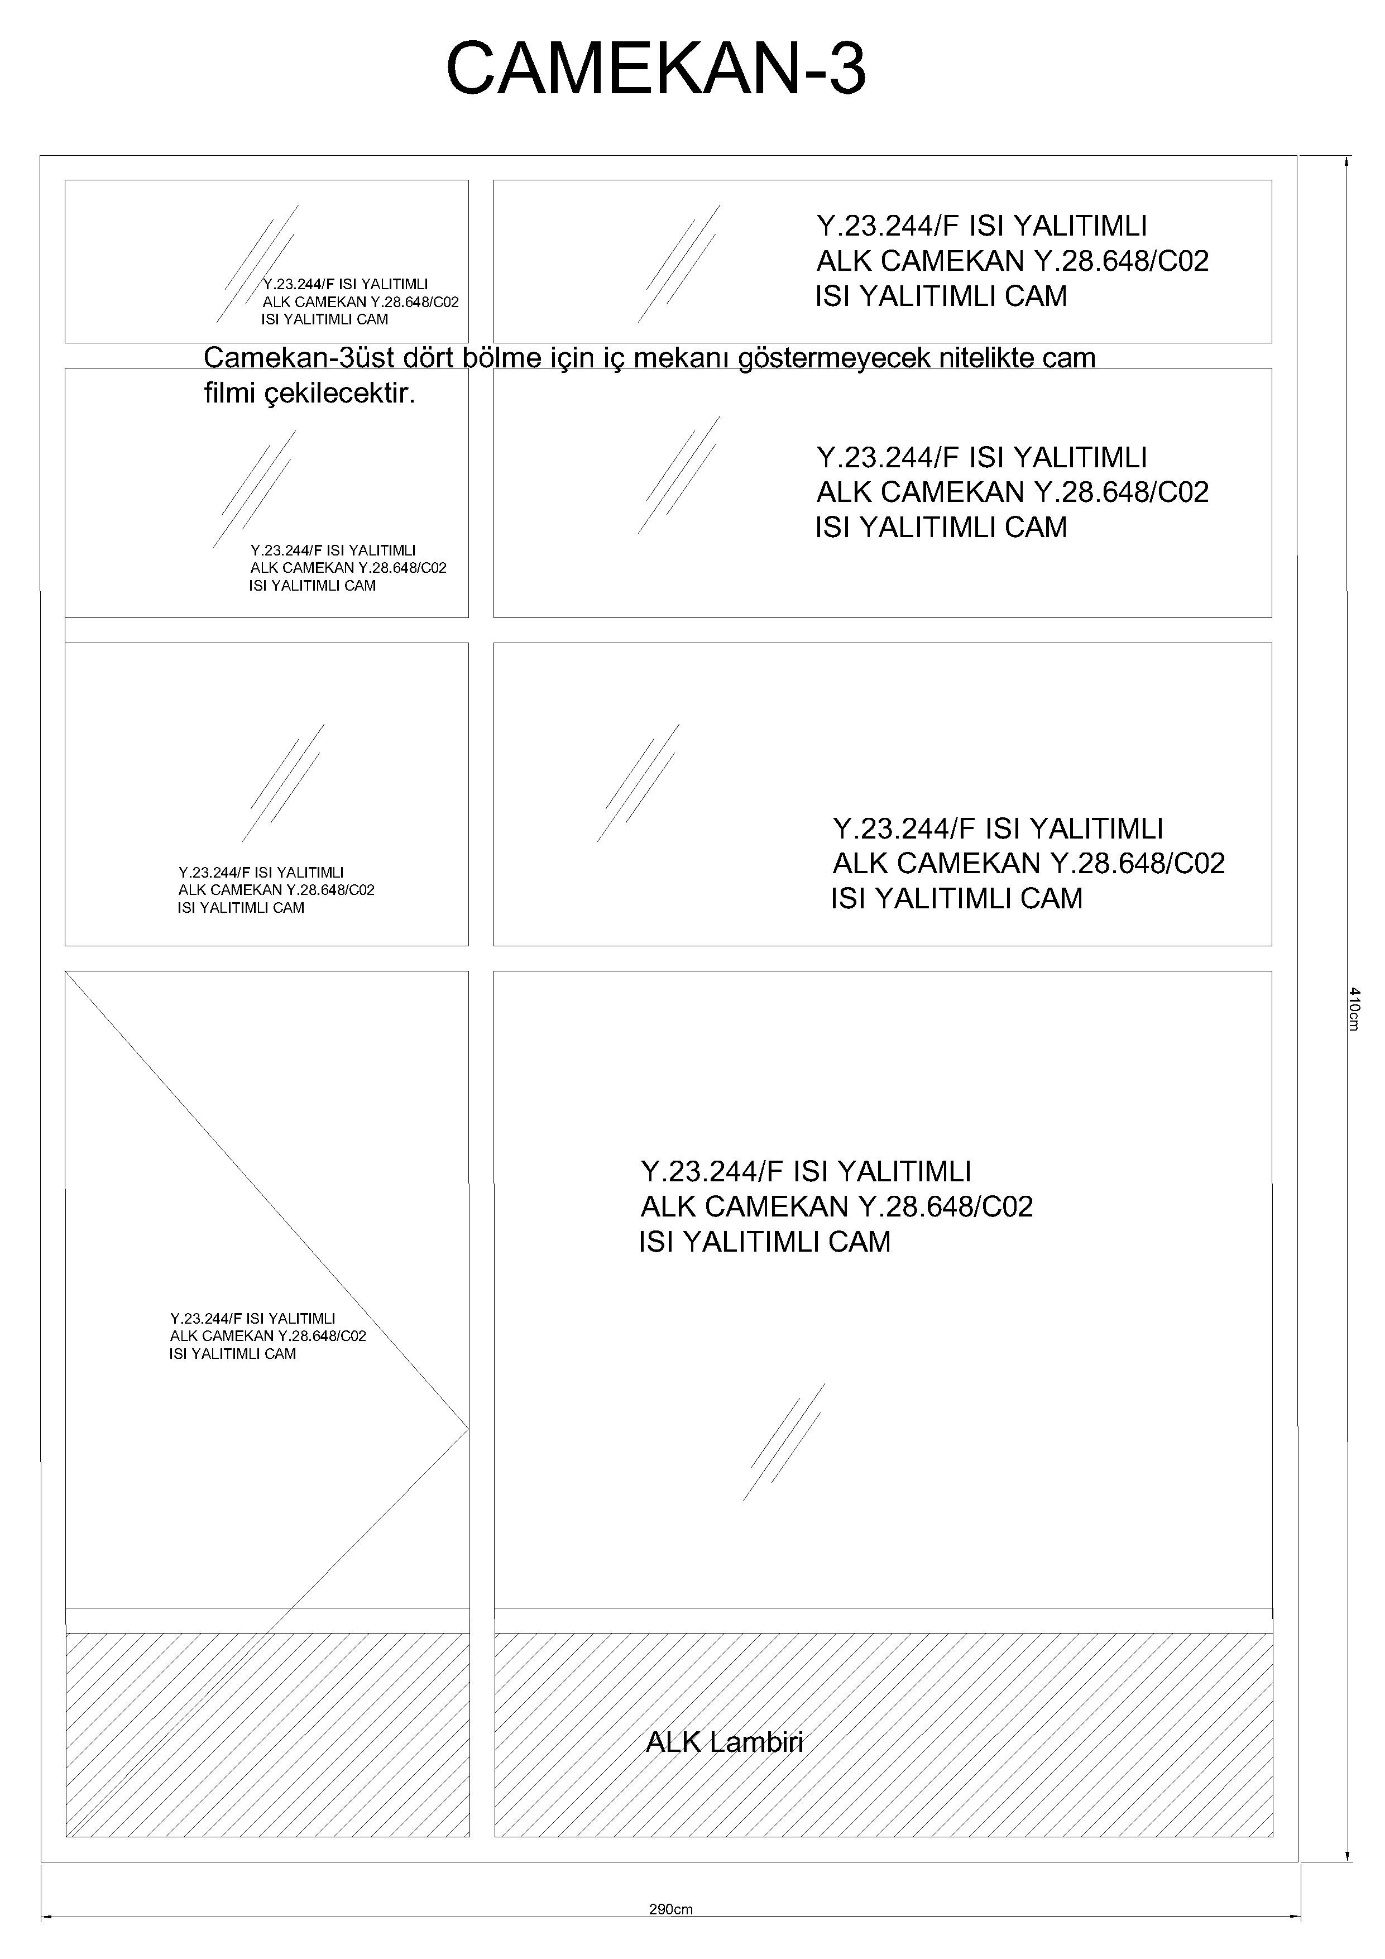 CAMEKAN-3
Y.23.244/F ISI YALITIMLI
ALK CAMEKAN Y.28.648/C02
ISI YALITIMLI CAM
Y.23.244/F ISI YALITIMLI
ALK CAMEKAN Y.28.648/C02
ISI YALITIMLI CAM
Camekan-3üst dört bölme için iç mekanı göstermeyecek nitelikte cam
filmi çekilecektir.
Y.23.244/F ISI YALITIMLI
ALK CAMEKAN Y.28.648/C02
ISI YALITIMLI CAM
Y.23.244/F ISI YALITIMLI
ALK CAMEKAN Y.28.648/C02
ISI YALITIMLI CAM
Y.23.244/F ISI YALITIMLI
ALK CAMEKAN Y.28.648/C02
ISI YALITIMLI CAM
Y.23.244/F ISI YALITIMLI
ALK CAMEKAN Y.28.648/C02
ISI YALITIMLI CAM
410cm
Y.23.244/F ISI YALITIMLI
ALK CAMEKAN Y.28.648/C02
ISI YALITIMLI CAM
Y.23.244/F ISI YALITIMLI
ALK CAMEKAN Y.28.648/C02
ISI YALITIMLI CAM
ALK Lambiri
290cm